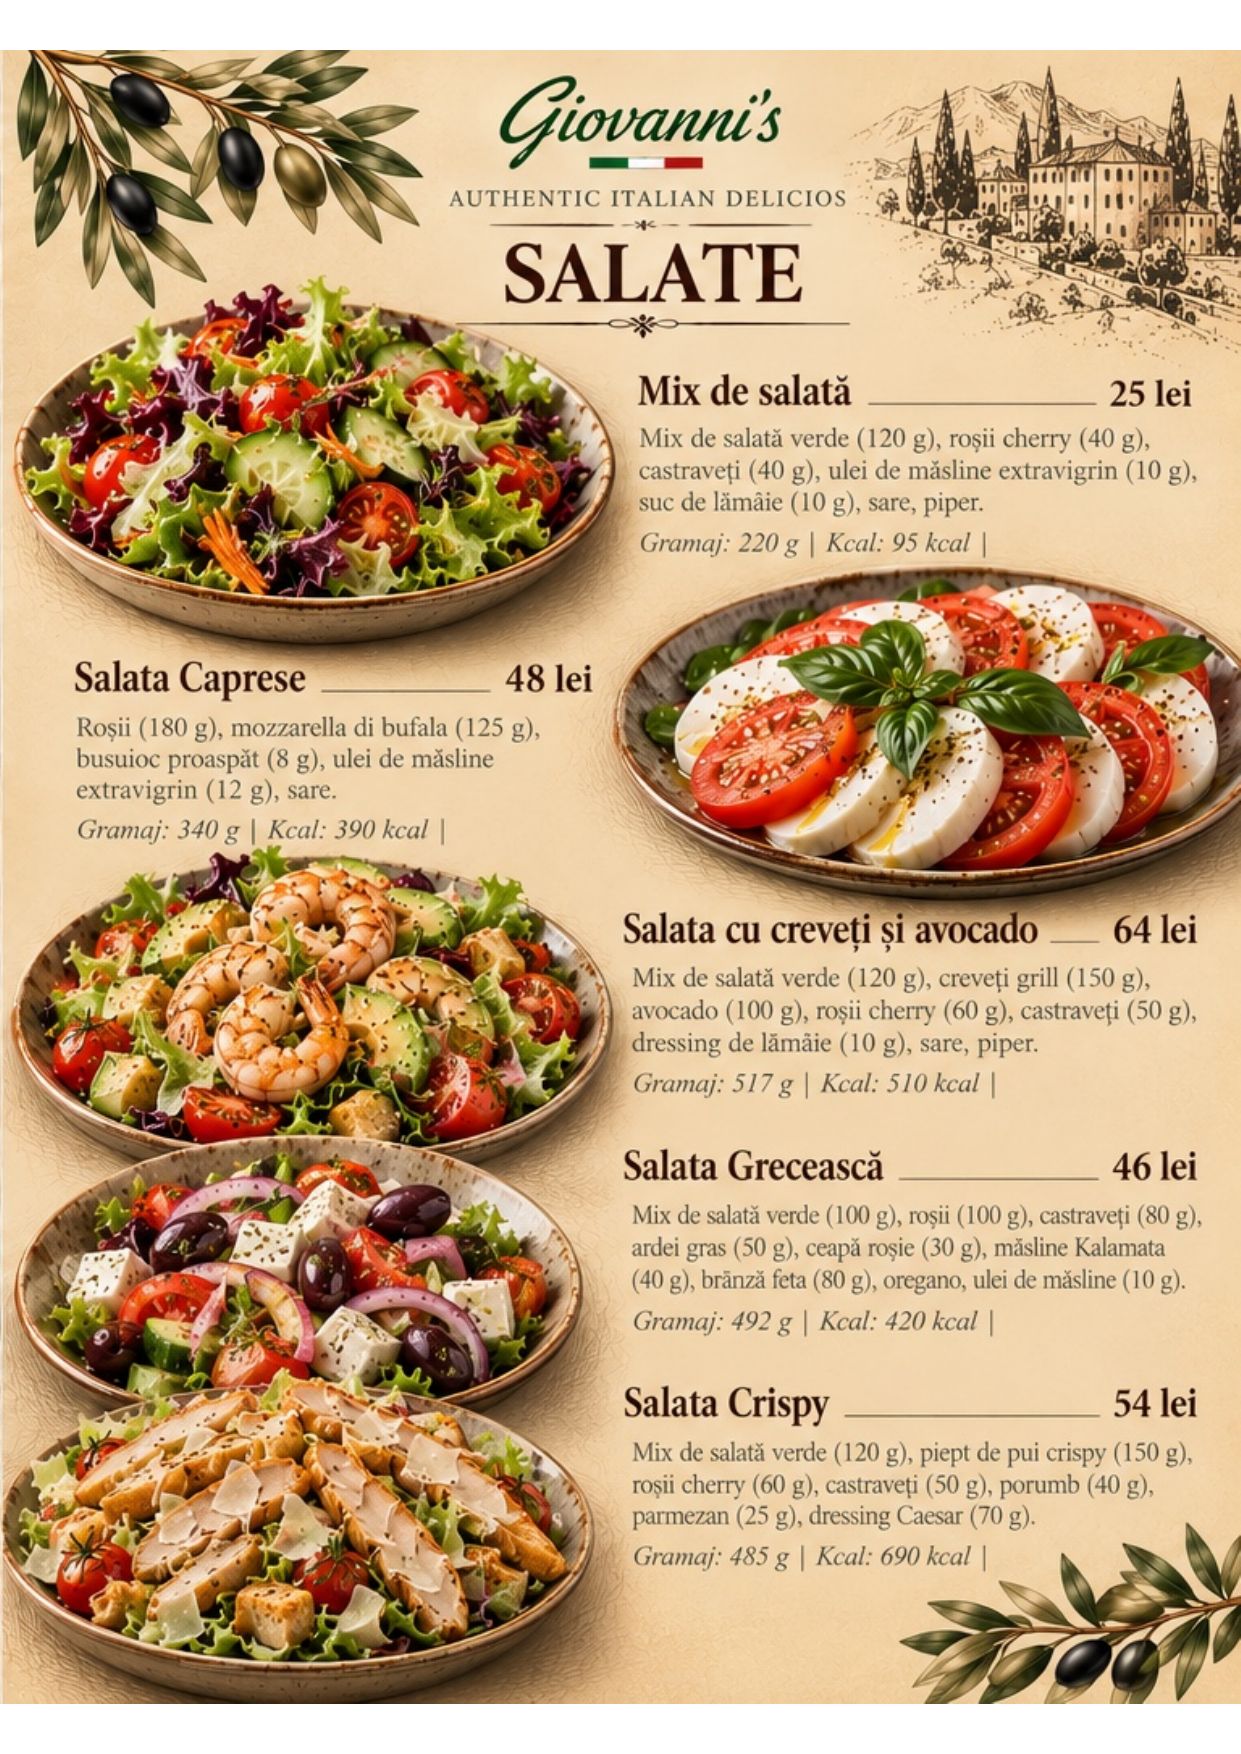 Giovanni's
AUTHENTIC ITALIAN DELICIOS
SALATE
Mix de salată 25 lei
Mix de salată verde (120 g), roșii cherry (40 g),
castraveți (40 g), ulei de măsline extravigrin (10 g),
suc de lămâie (10 g), sare, piper.
Gramaj: 220 g | Kcal: 95 kcal |
Salata Caprese 48 lei
Roșii (180 g), mozzarella di bufala (125 g),
busuioc proaspăt (8 g), ulei de măsline
extravigrin (12 g), sare.
Gramaj: 340 g | Kcal: 390 kcal |
Salata cu creveți și avocado 64 lei
Mix de salată verde (120 g), creveți grill (150 g),
avocado (100 g), roșii cherry (60 g), castraveți (50 g),
dressing de lămâie (10 g), sare, piper.
Gramaj: 517 g | Kcal: 510 kcal |
Salata Grecească 46 lei
Mix de salată verde (100 g), roșii (100 g), castraveți (80 g),
ardei gras (50 g), ceapă roșie (30 g), măsline Kalamata
(40 g), brânză feta (80 g), oregano, ulei de măsline (10 g).
Gramaj: 492 g | Kcal: 420 kcal |
Salata Crispy 54 lei
Mix de salată verde (120 g), piept de pui crispy (150 g),
roșii cherry (60 g), castraveți (50 g), porumb (40 g),
parmezan (25 g), dressing Caesar (70 g).
Gramaj: 485 g | Kcal: 690 kcal |